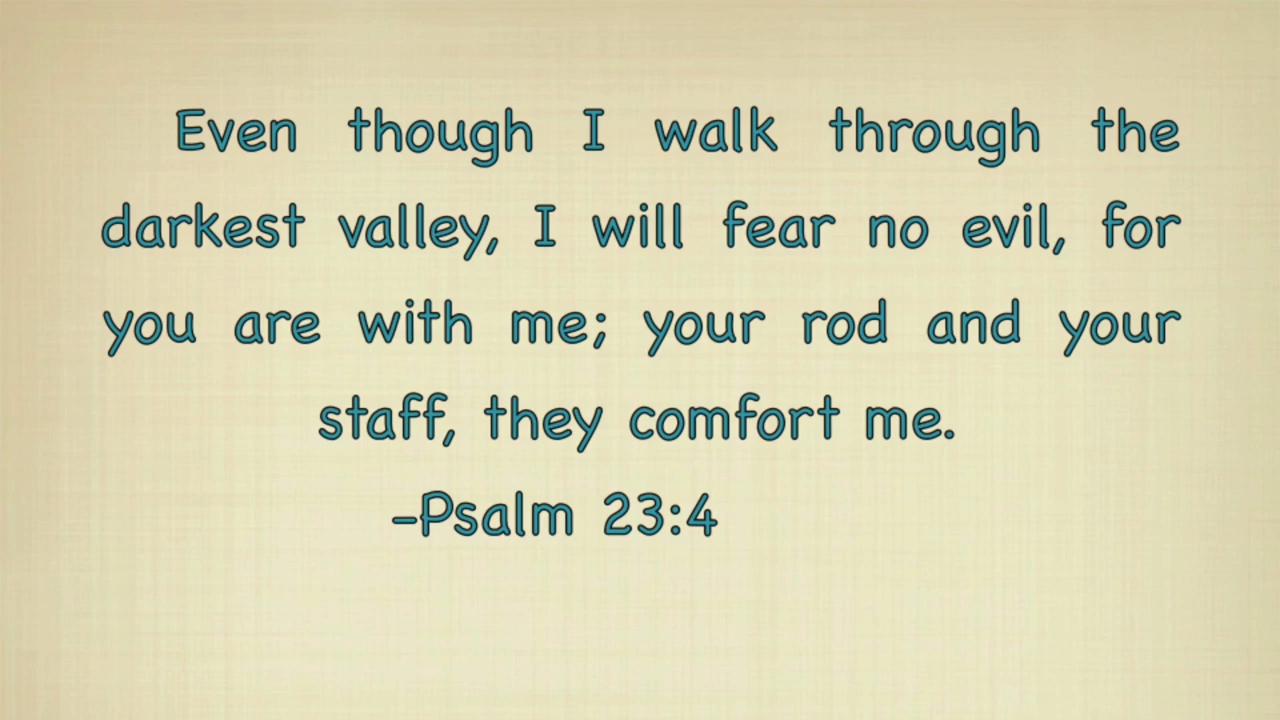 Even though I walk through the
darkest valley, I will fear no evil, for
you are with me; your rod and your
staff, they comfort me.
-Psalm 23:4